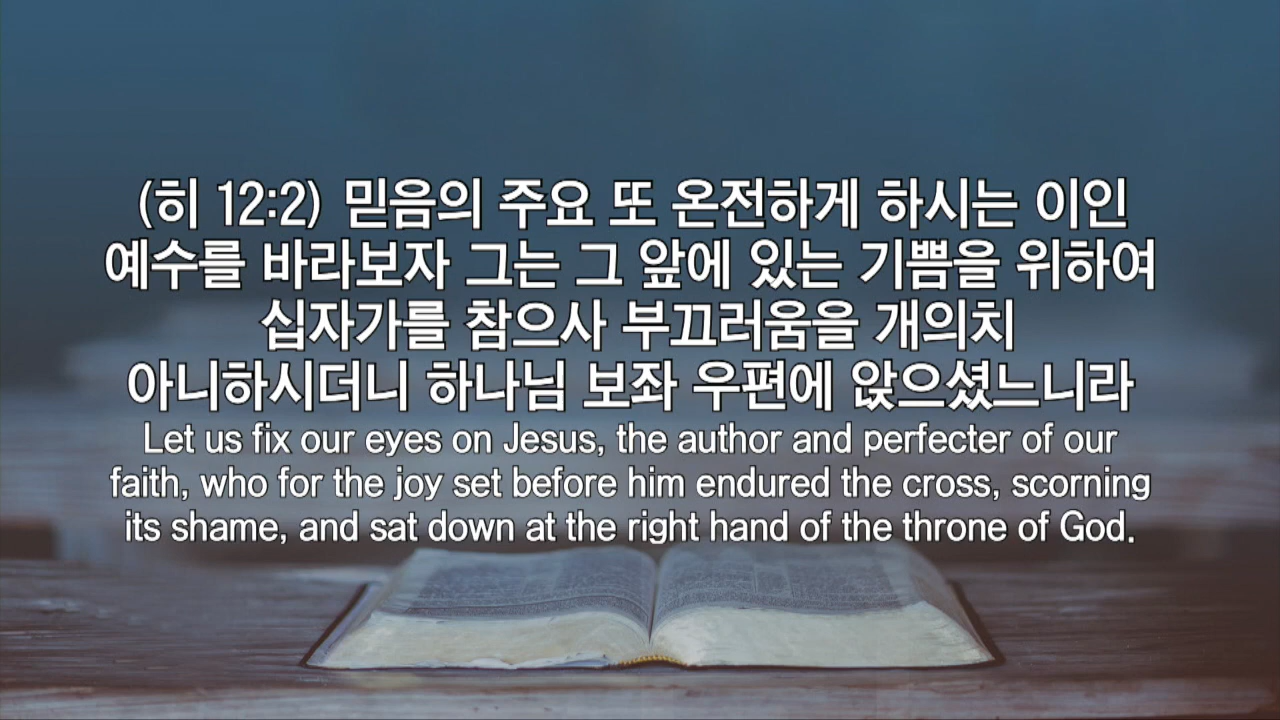 (히 12:2) 믿음의 주요 또 온전하게 하시는 이인
예수를 바라보자 그는 그 앞에 있는 기쁨을 위하여
십자가를 참으사 부끄러움을 개의치
아니하시더니 하나님 보좌 우편에 앉으셨느니라
Let us fix our eyes on Jesus, the author and perfecter of our
faith, who for the joy set before him endured the cross, scorning
its shame, and sat down at the right hand of the throne of God.